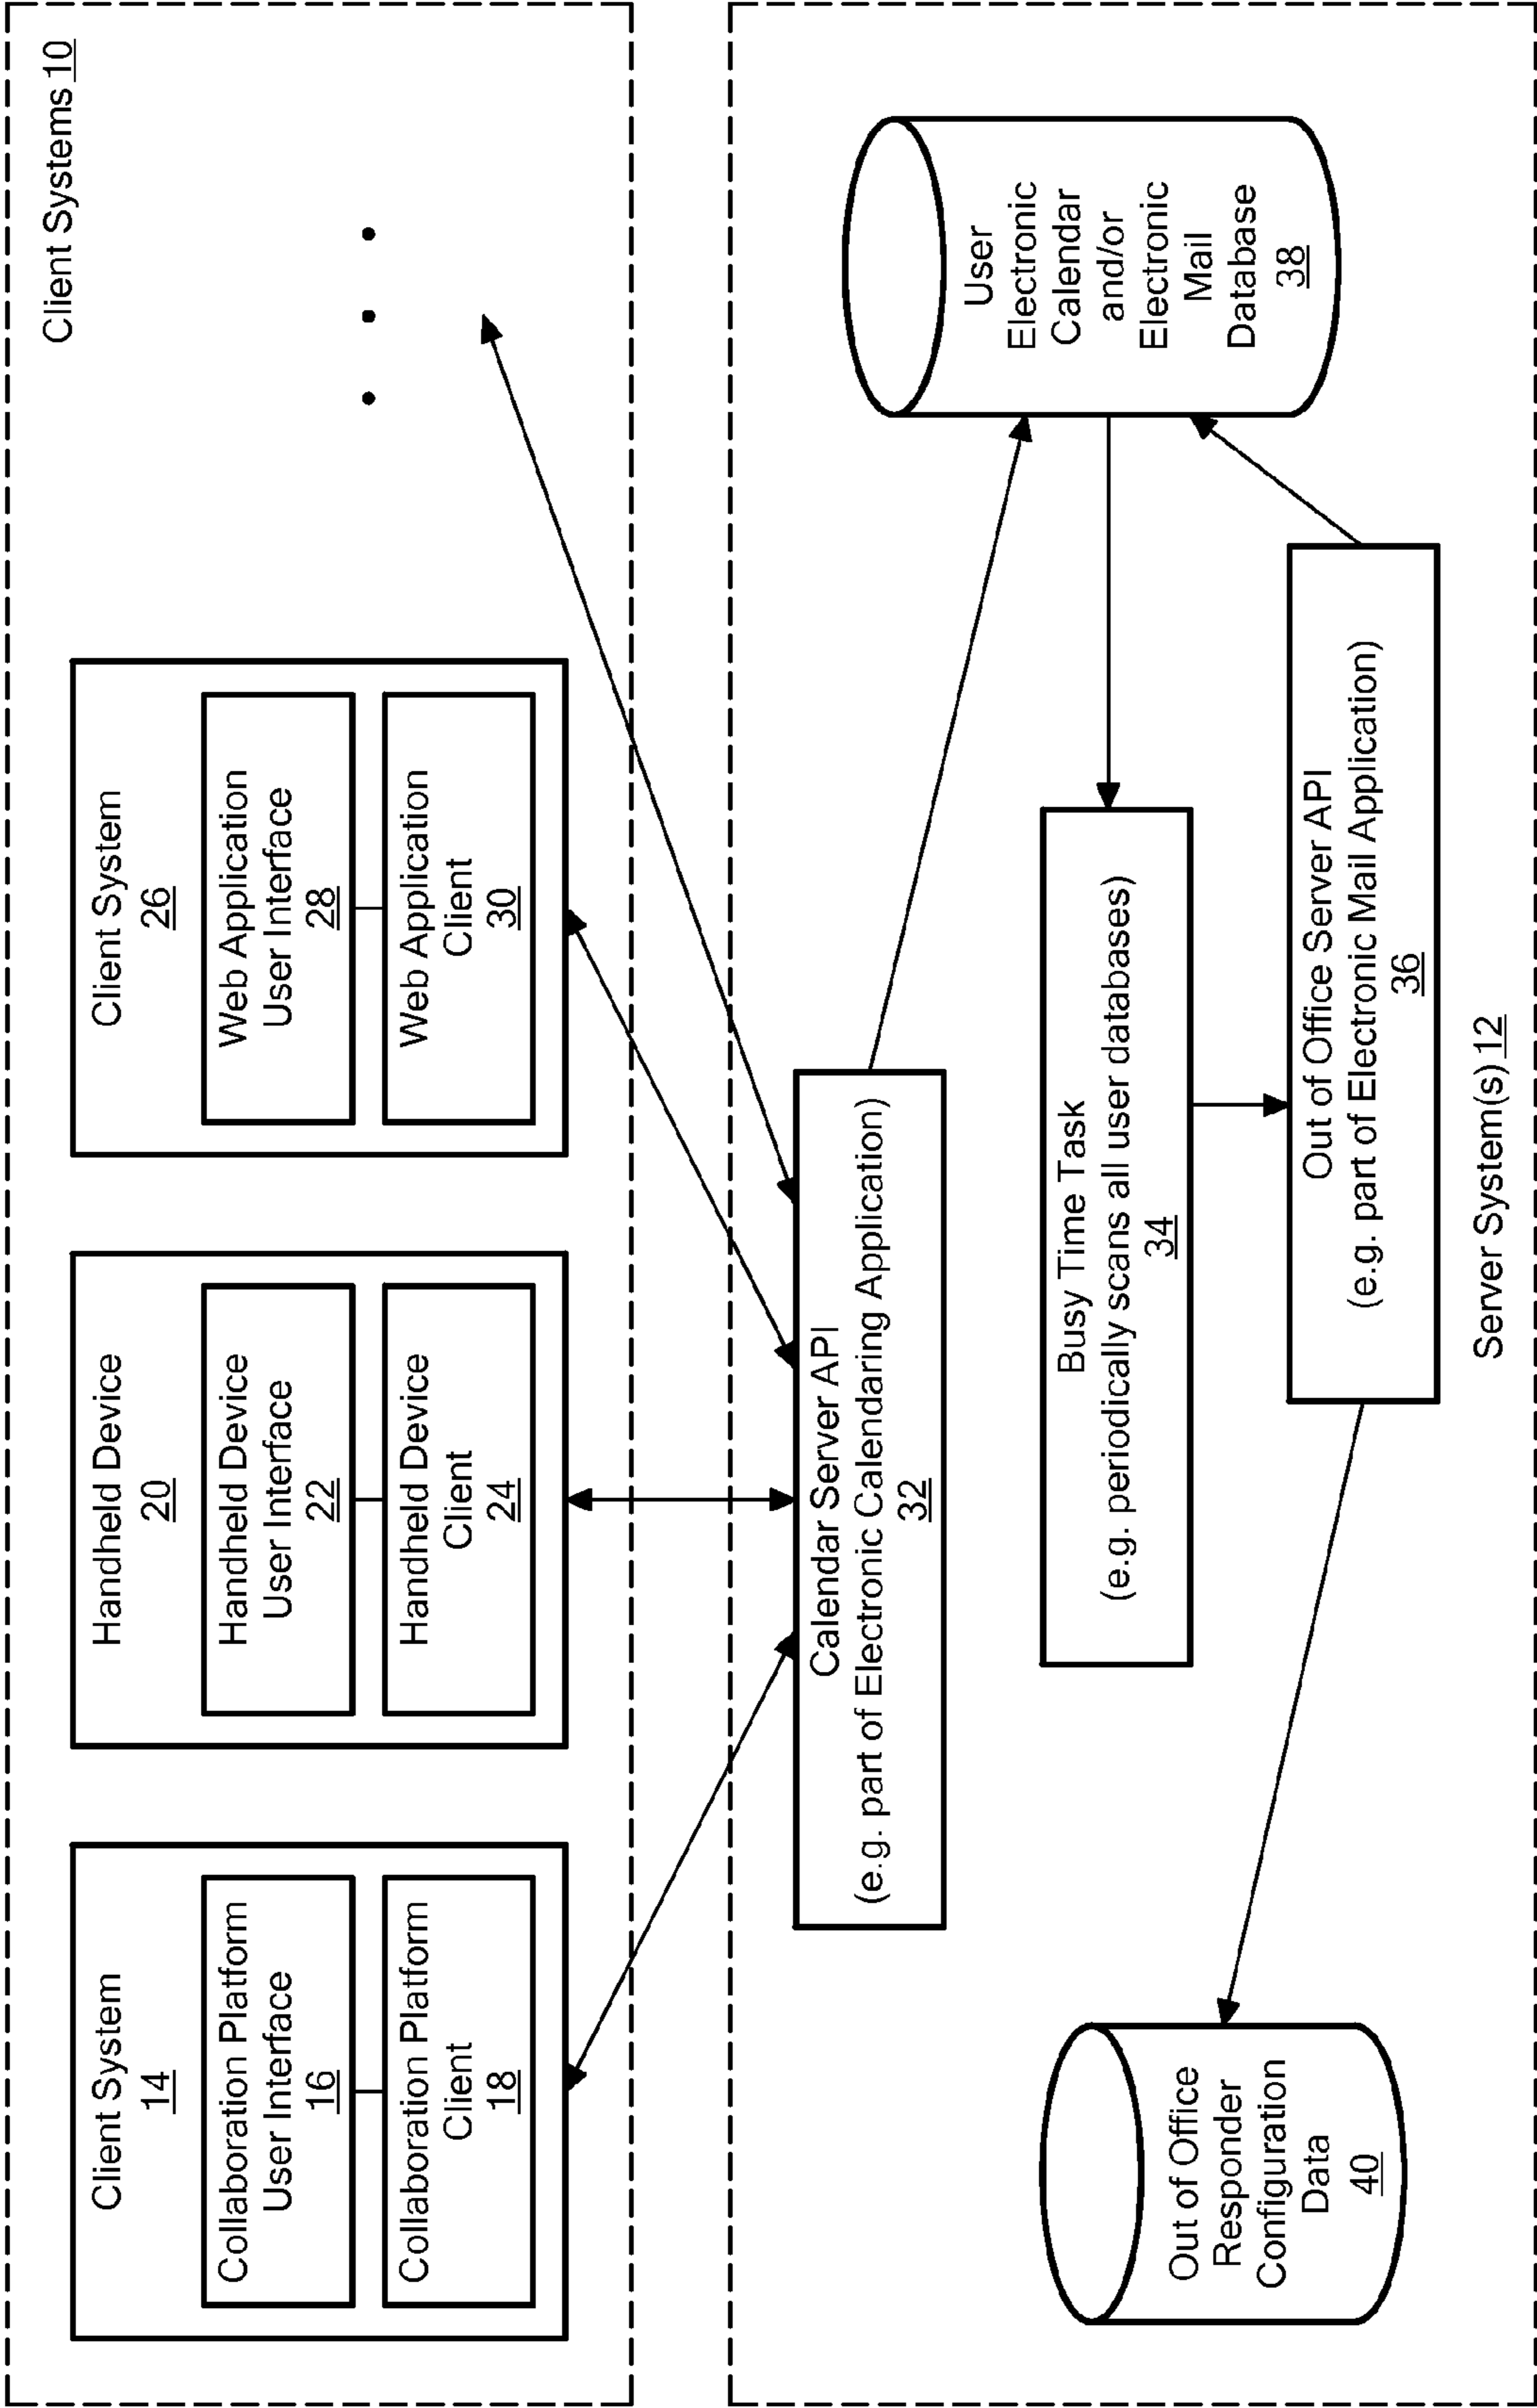 Client Systems 10
Client System
14
Collaboration Platform
User Interface
16
Collaboration Platform
Client
18
Handheld Device
20
Handheld Device
User Interface
22
Handheld Device
Client
24
Client System
26
Web Application
User Interface
28
Web Application
Client
30
Calendar Server API
(e.g. part of Electronic Calendaring Application)
32
User
Electronic
Calendar
and/or
Electronic
Mail
Database
38
Busy Time Task
(e.g. periodically scans all user databases)
34
Out of Office Server API
(e.g. part of Electronic Mail Application)
36
Out of Office
Responder
Configuration
Data
40
Server System(s) 12